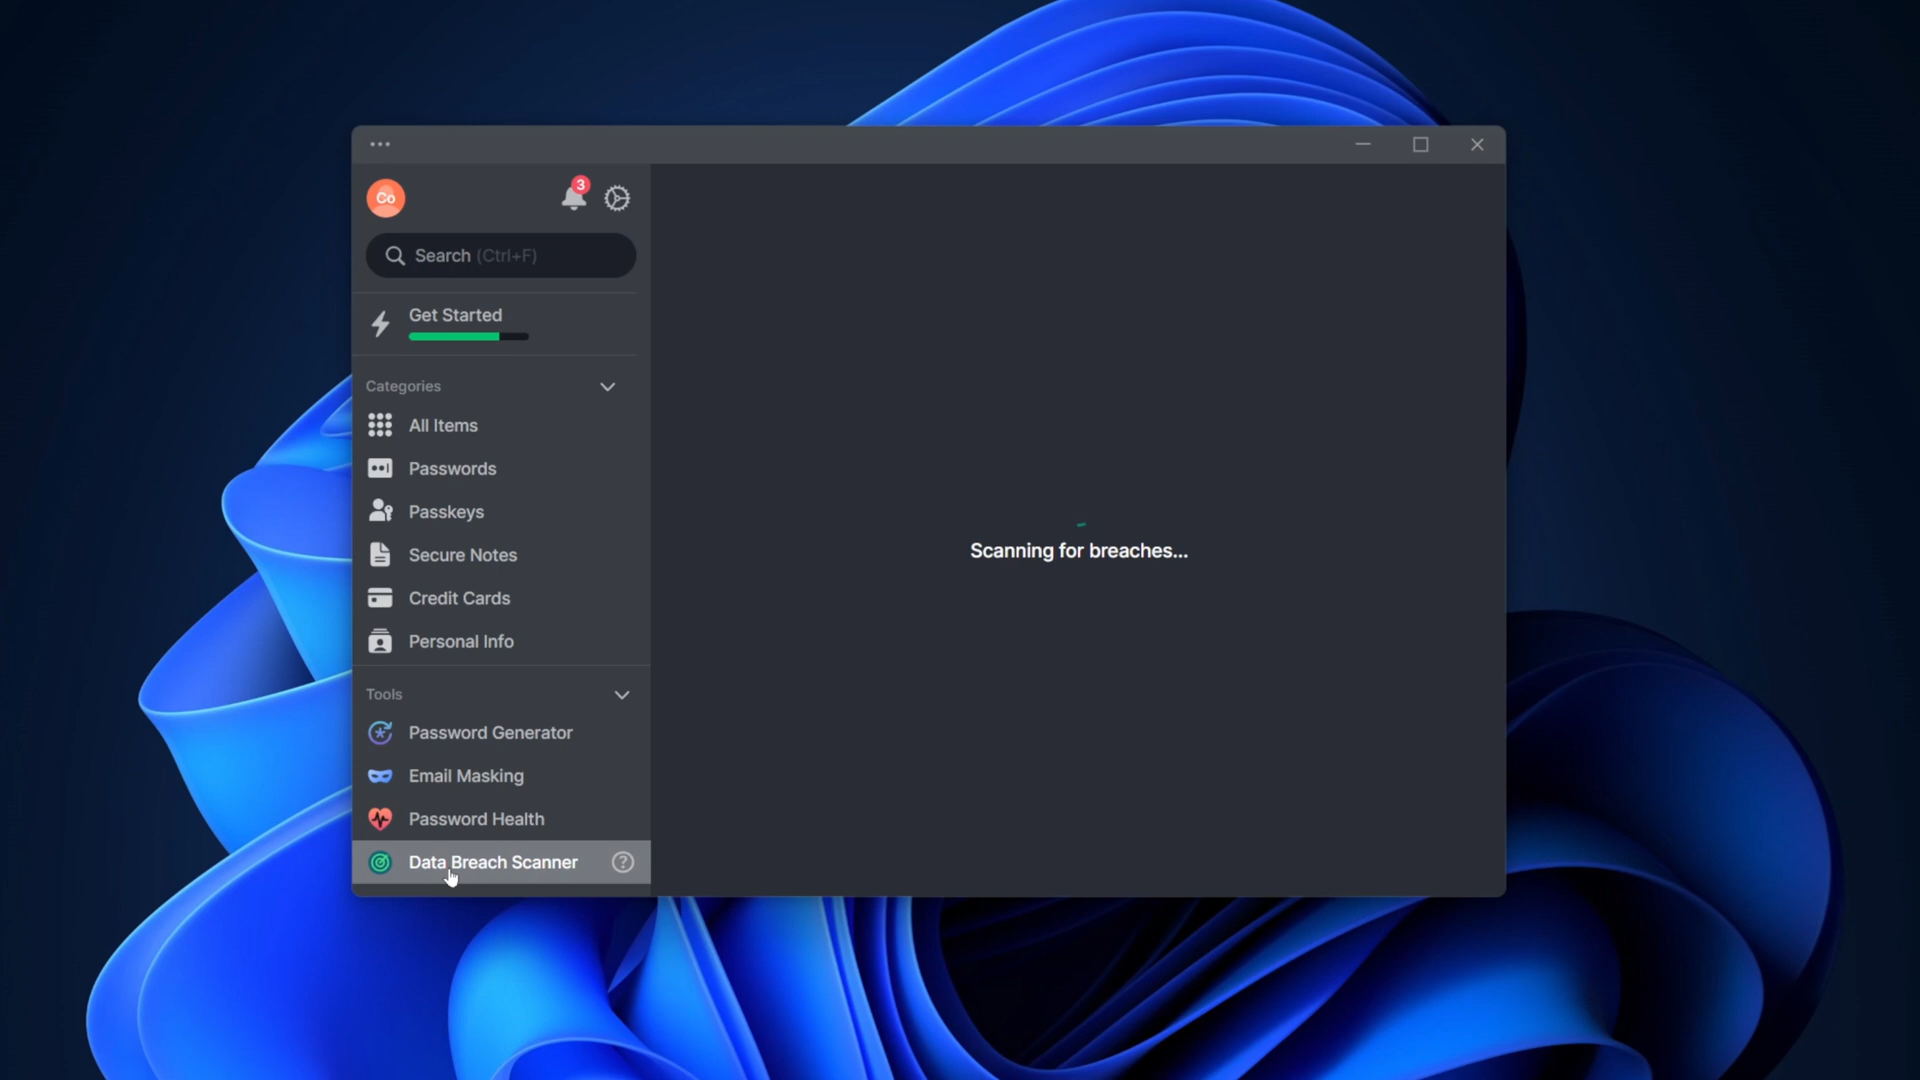 Co
3
Search (Ctrl+F)
Get Started
Categories
All Items
Passwords
Passkeys
Secure Notes
Credit Cards
Personal Info
Tools
Password Generator
Email Masking
Password Health
Data Breach Scanner ?
Scanning for breaches...